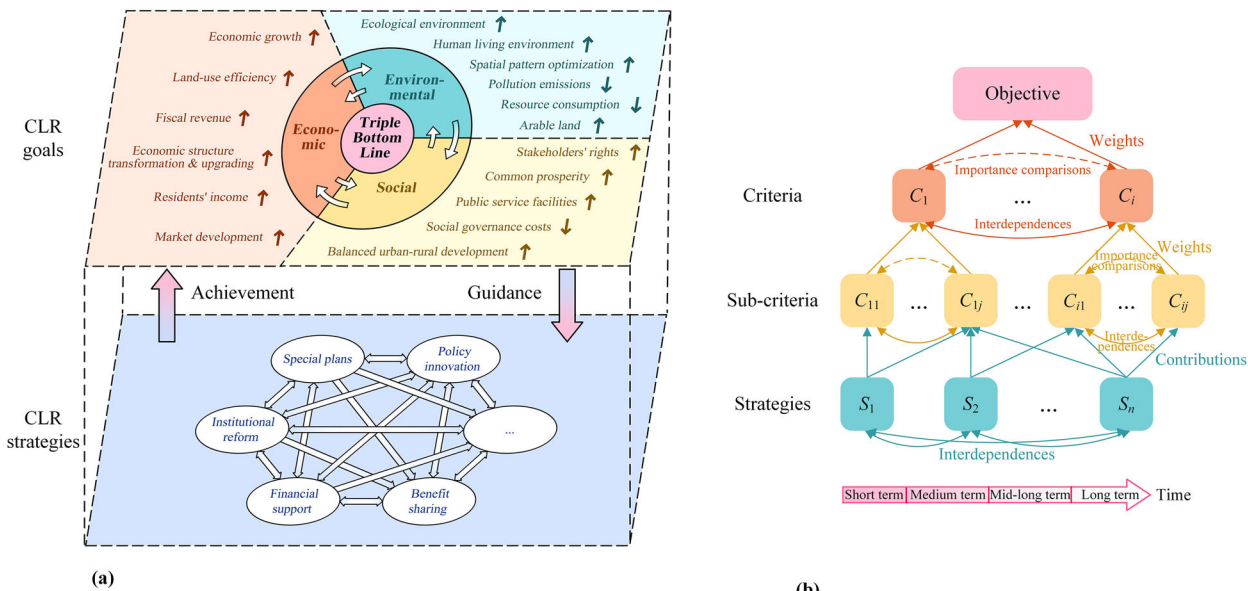 CLR
goals
Economic growth ↑
Land-use efficiency ↑
Fiscal revenue ↑
Economic structure
transformation & upgrading ↑
Residents' income ↑
Market development ↑
Ecological environment ↑
Human living environment ↑
Spatial pattern optimization ↑
Pollution emissions ↓
Resource consumption ↓
Arable land ↑
Environ-
mental
Econo-
mic
Triple
Bottom
Line
Social
Stakeholders' rights ↑
Common prosperity ↑
Public service facilities ↑
Social governance costs ↓
Balanced urban-rural development ↑
Achievement
Guidance
CLR
strategies
Special plans
Policy
innovation
Institutional
reform
...
Financial
support
Benefit
sharing
(a)
Objective
Weights
Importance comparisons
Criteria
C1
...
Ci
Interdependences
Weights
Importance
comparisons
Sub-criteria
C11
...
C1j
...
Ci1
...
Cij
Interde-
pendences
Contributions
Strategies
S1
S2
...
Sn
Interdependences
Short term
Medium term
Mid-long term
Long term
Time
(b)